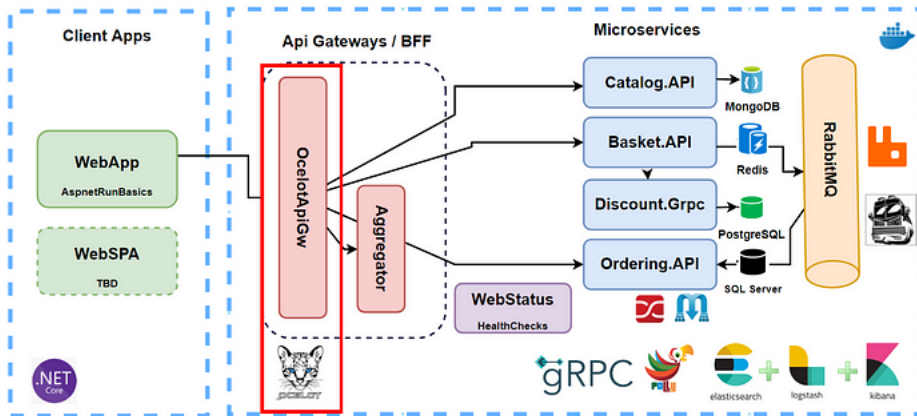 Client Apps
Api Gateways / BFF
Microservices
WebApp
AspnetRunBasics
WebSPA
TBD
OcelotApiGw
Aggregator
Catalog.API
MongoDB
Basket.API
Redis
Discount.Grpc
PostgreSQL
Ordering.API
SQL Server
RabbitMQ
WebStatus
HealthChecks
.NET
Core
OCELOT
gRPC
POLLY
elasticsearch
logstash
kibana